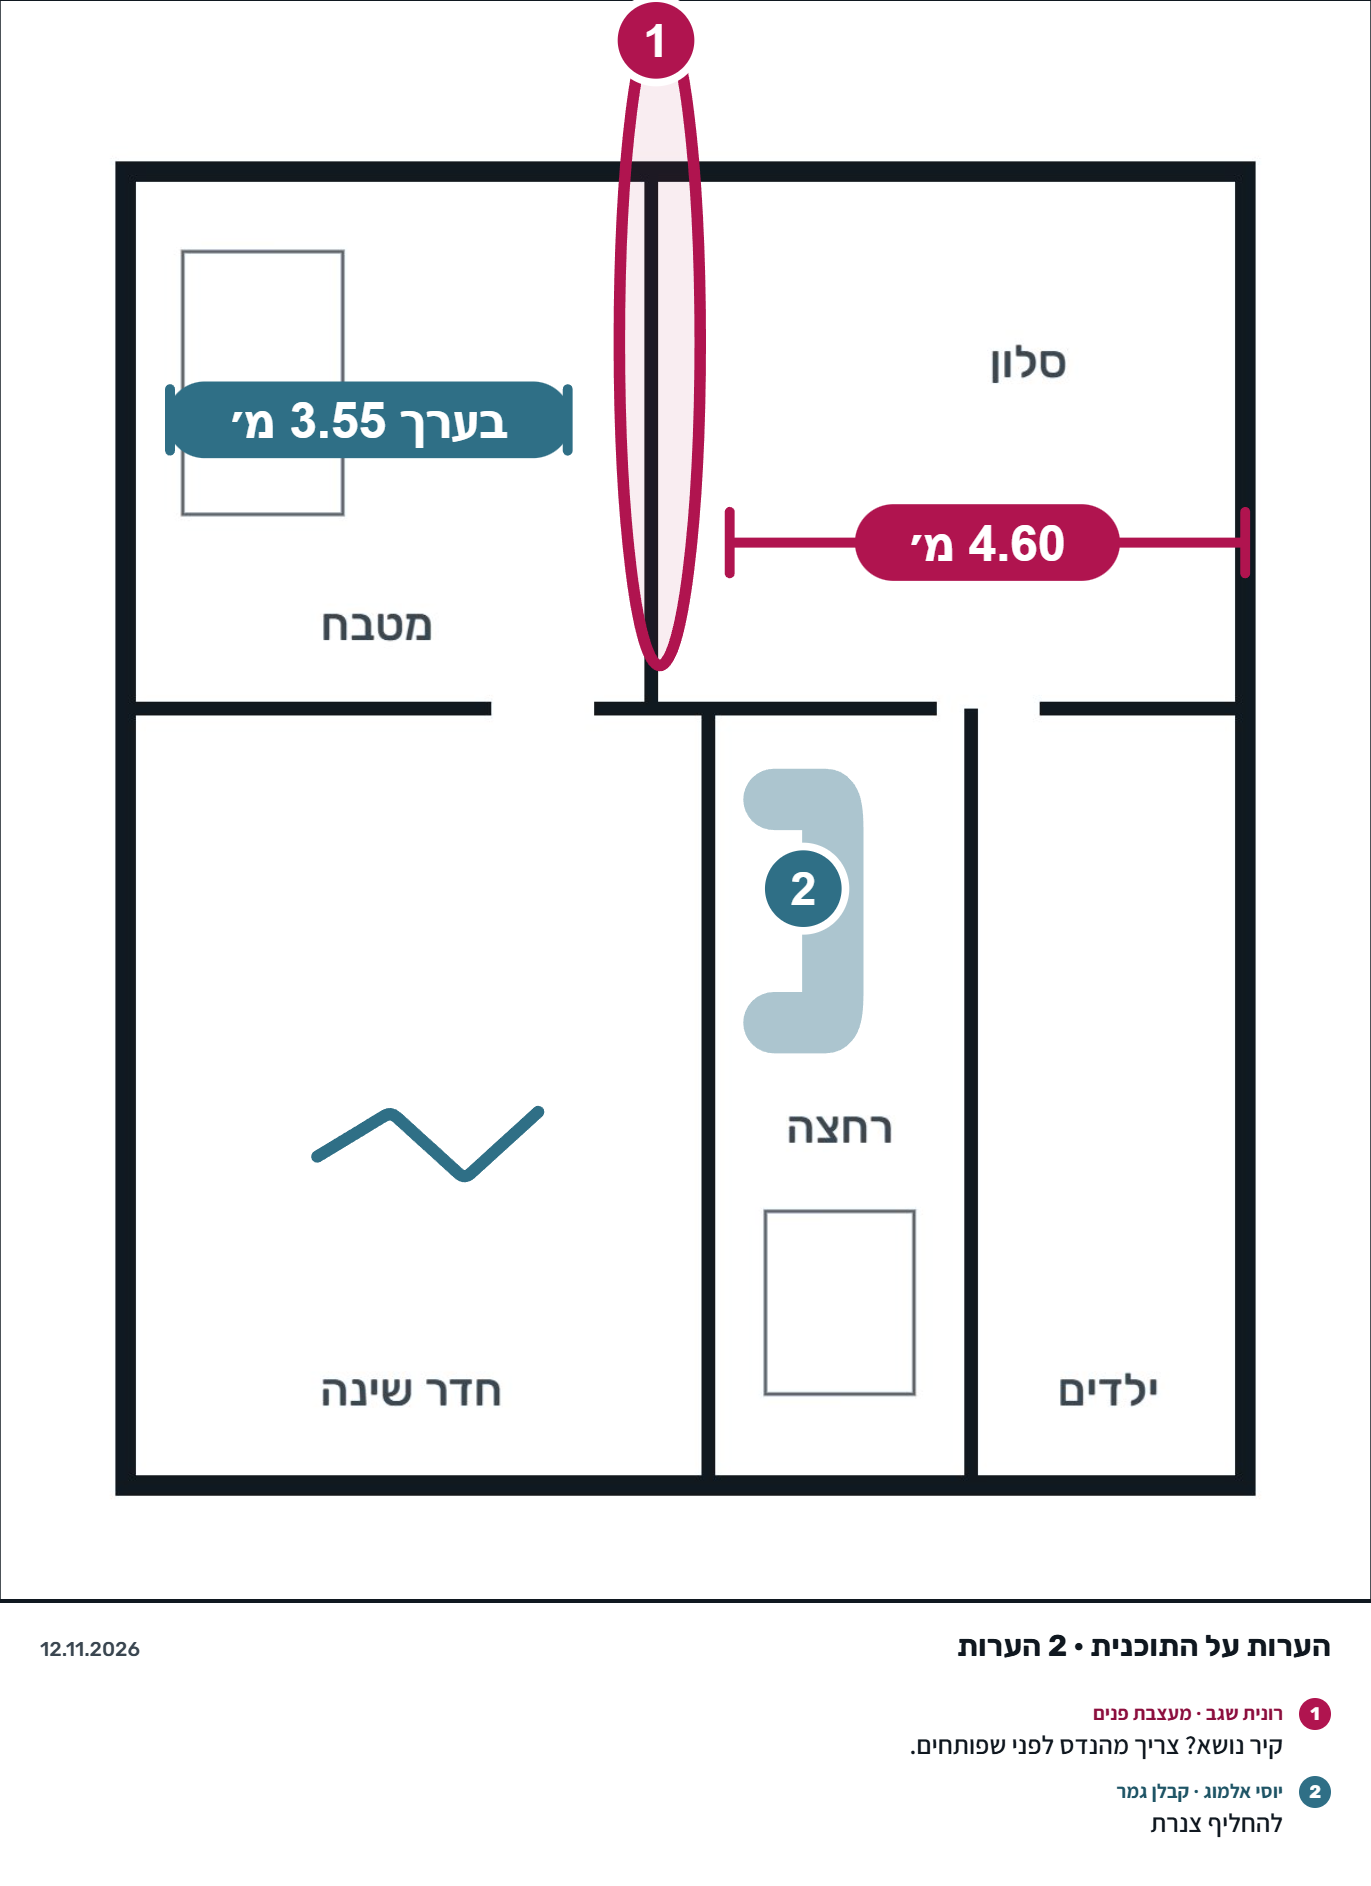 1
סלון
בערך 3.55 מ׳
4.60 מ׳
מטבח
2
רחצה
חדר שינה
ילדים
הערות על התוכנית • 2 הערות
12.11.2026
1 רונית שגב · מעצבת פנים
קיר נושא? צריך מהנדס לפני שפותחים.
2 יוסי אלמוג · קבלן גמר
להחליף צנרת